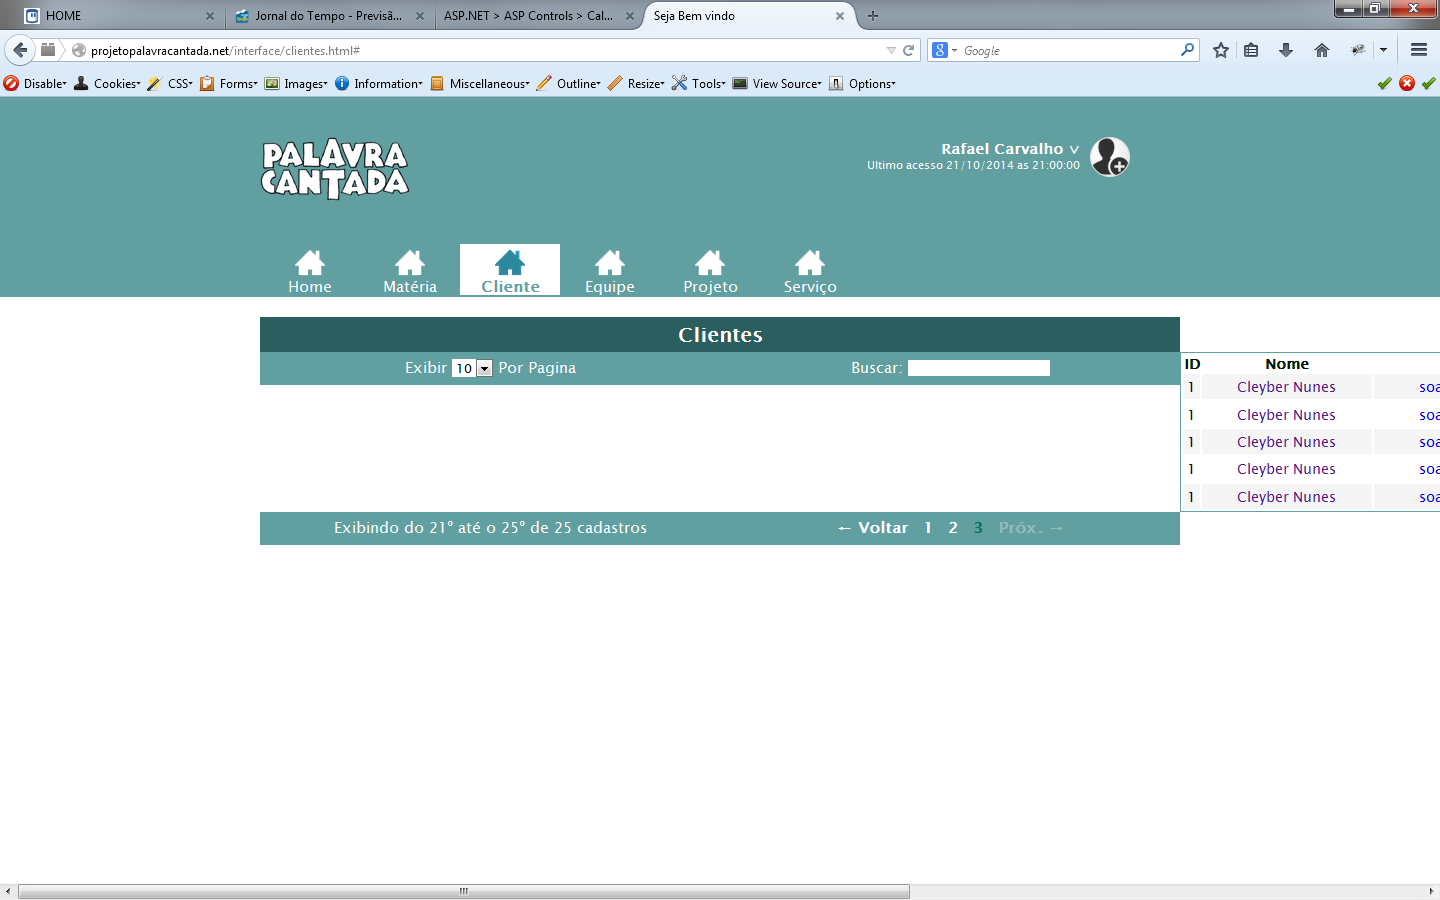 HOME
Jornal do Tempo - Previsã...
ASP.NET > ASP Controls > Cal...
Seja Bem vindo
projetopalavracantada.net/interface/clientes.html#
Google
Disable
Cookies
CSS
Forms
Images
Information
Miscellaneous
Outline
Resize
Tools
View Source
Options
PALAVRA
CANTADA
Rafael Carvalho v
Ultimo acesso 21/10/2014 as 21:00:00
Home
Matéria
Cliente
Equipe
Projeto
Serviço
Clientes
Exibir 10 Por Pagina
Buscar:
ID Nome
1 Cleyber Nunes soa
1 Cleyber Nunes soa
1 Cleyber Nunes soa
1 Cleyber Nunes soa
1 Cleyber Nunes soa
Exibindo do 21º até o 25º de 25 cadastros
← Voltar 1 2 3 Próx. →